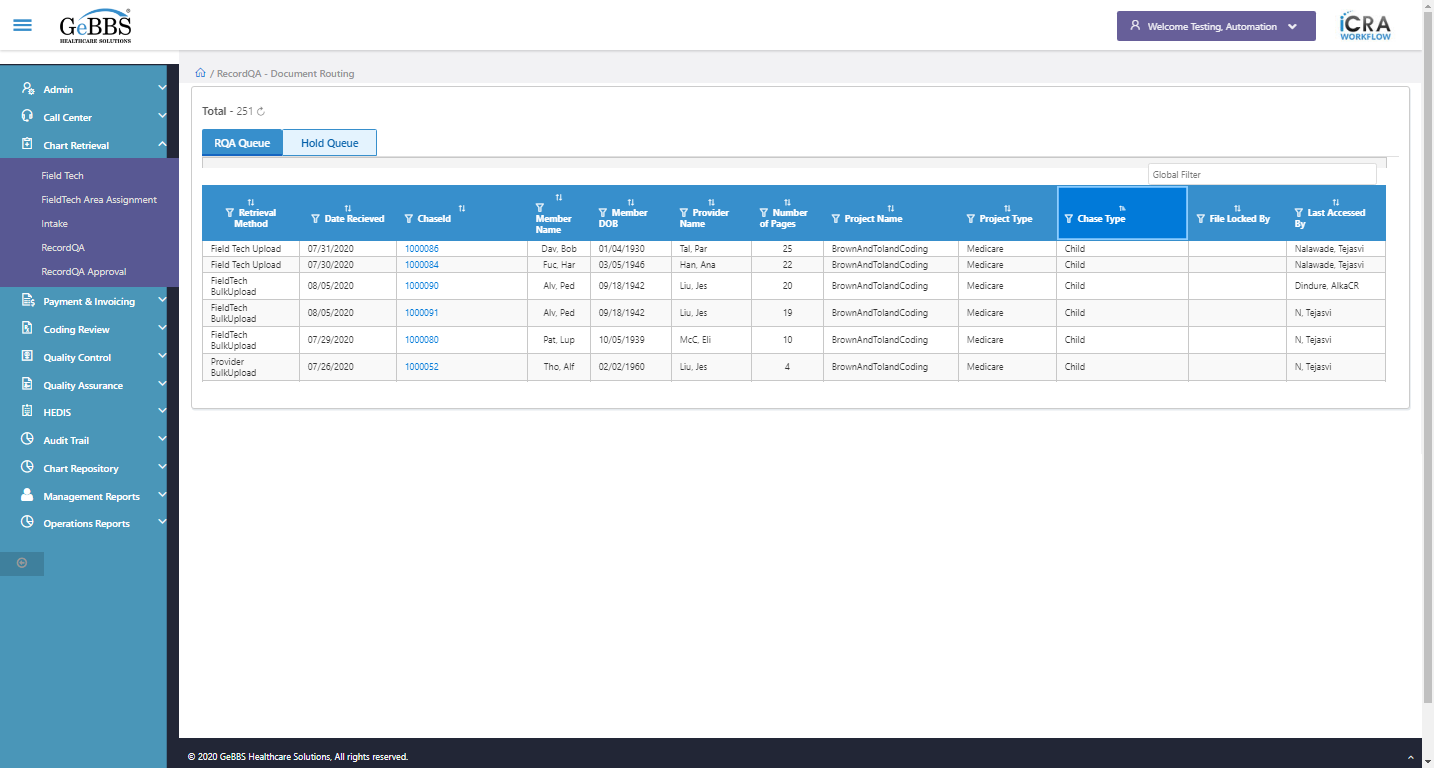 GeBBS
HEALTHCARE SOLUTIONS
Welcome Testing, Automation
iCRA
WORKFLOW
Admin
Call Center
Chart Retrieval
Field Tech
FieldTech Area Assignment
Intake
RecordQA
RecordQA Approval
Payment & Invoicing
Coding Review
Quality Control
Quality Assurance
HEDIS
Audit Trail
Chart Repository
Management Reports
Operations Reports
/ RecordQA - Document Routing
Total - 251
RQA Queue Hold Queue
Global Filter
Retrieval Method Date Recieved ChaseId Member Name Member DOB Provider Name Number of Pages Project Name Project Type Chase Type File Locked By Last Accessed By
Field Tech Upload 07/31/2020 1000086 Dav, Bob 01/04/1930 Tal, Par 25 BrownAndTolandCoding Medicare Child Nalawade, Tejasvi
Field Tech Upload 07/30/2020 1000084 Fuc, Har 03/05/1946 Han, Ana 22 BrownAndTolandCoding Medicare Child Nalawade, Tejasvi
FieldTech BulkUpload 08/05/2020 1000090 Alv, Ped 09/18/1942 Liu, Jes 20 BrownAndTolandCoding Medicare Child Dindure, AlkaCR
FieldTech BulkUpload 08/05/2020 1000091 Alv, Ped 09/18/1942 Liu, Jes 19 BrownAndTolandCoding Medicare Child N, Tejasvi
FieldTech BulkUpload 07/29/2020 1000080 Pat, Lup 10/05/1939 McC, Eli 10 BrownAndTolandCoding Medicare Child N, Tejasvi
Provider BulkUpload 07/26/2020 1000052 Tho, Alf 02/02/1960 Liu, Jes 4 BrownAndTolandCoding Medicare Child N, Tejasvi
© 2020 GeBBS Healthcare Solutions, All rights reserved.